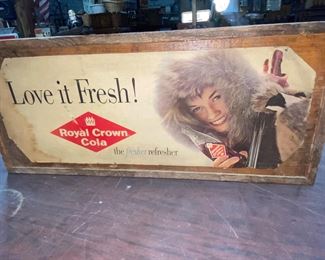 Love it Fresh!
Royal Crown
Cola
the fresher refresher